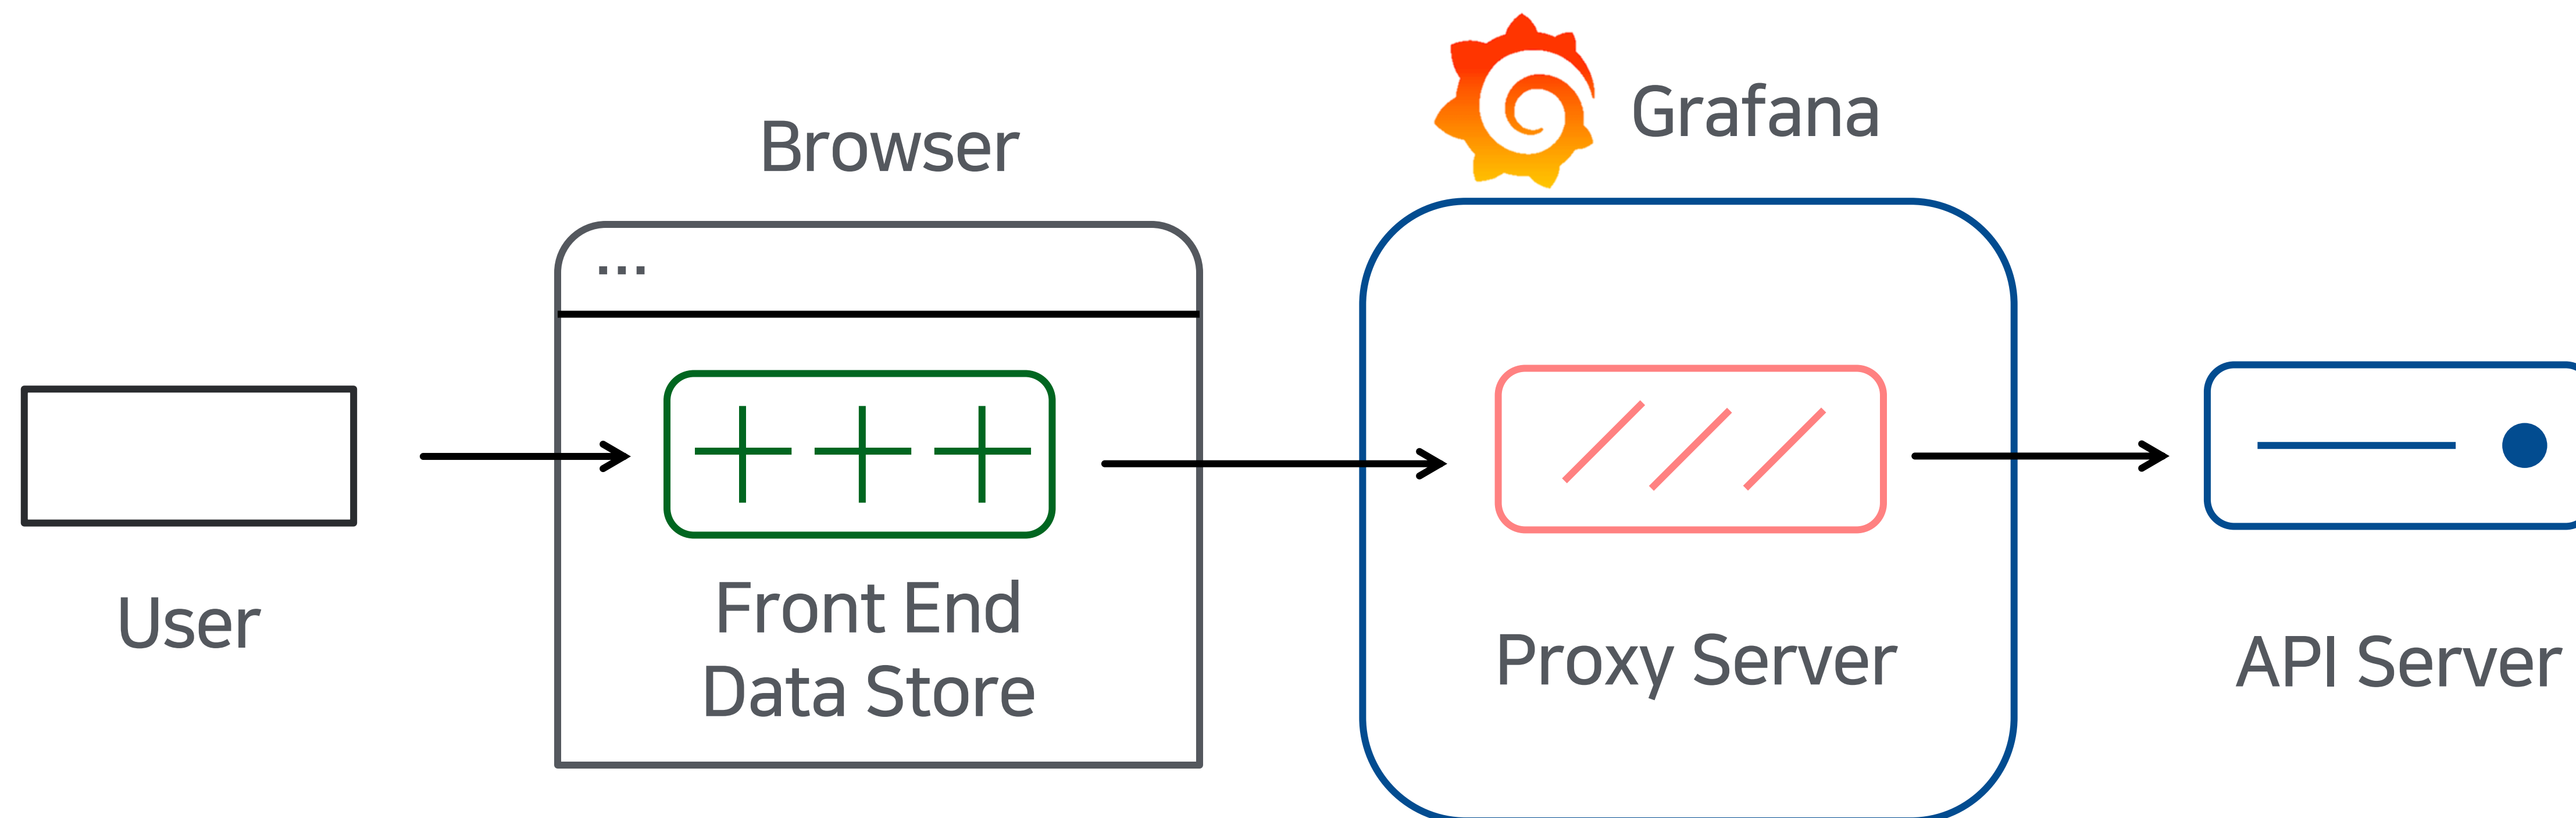 Grafana
Browser
...
User
Front End
Data Store
Proxy Server
API Server